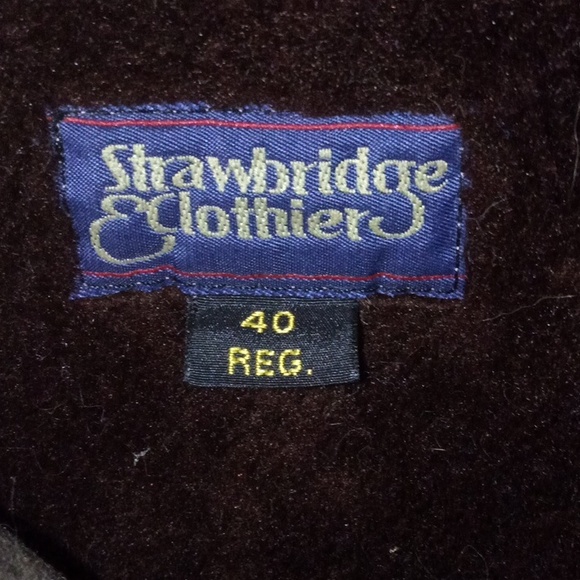 Strawbridge
& Clothier
40
REG.